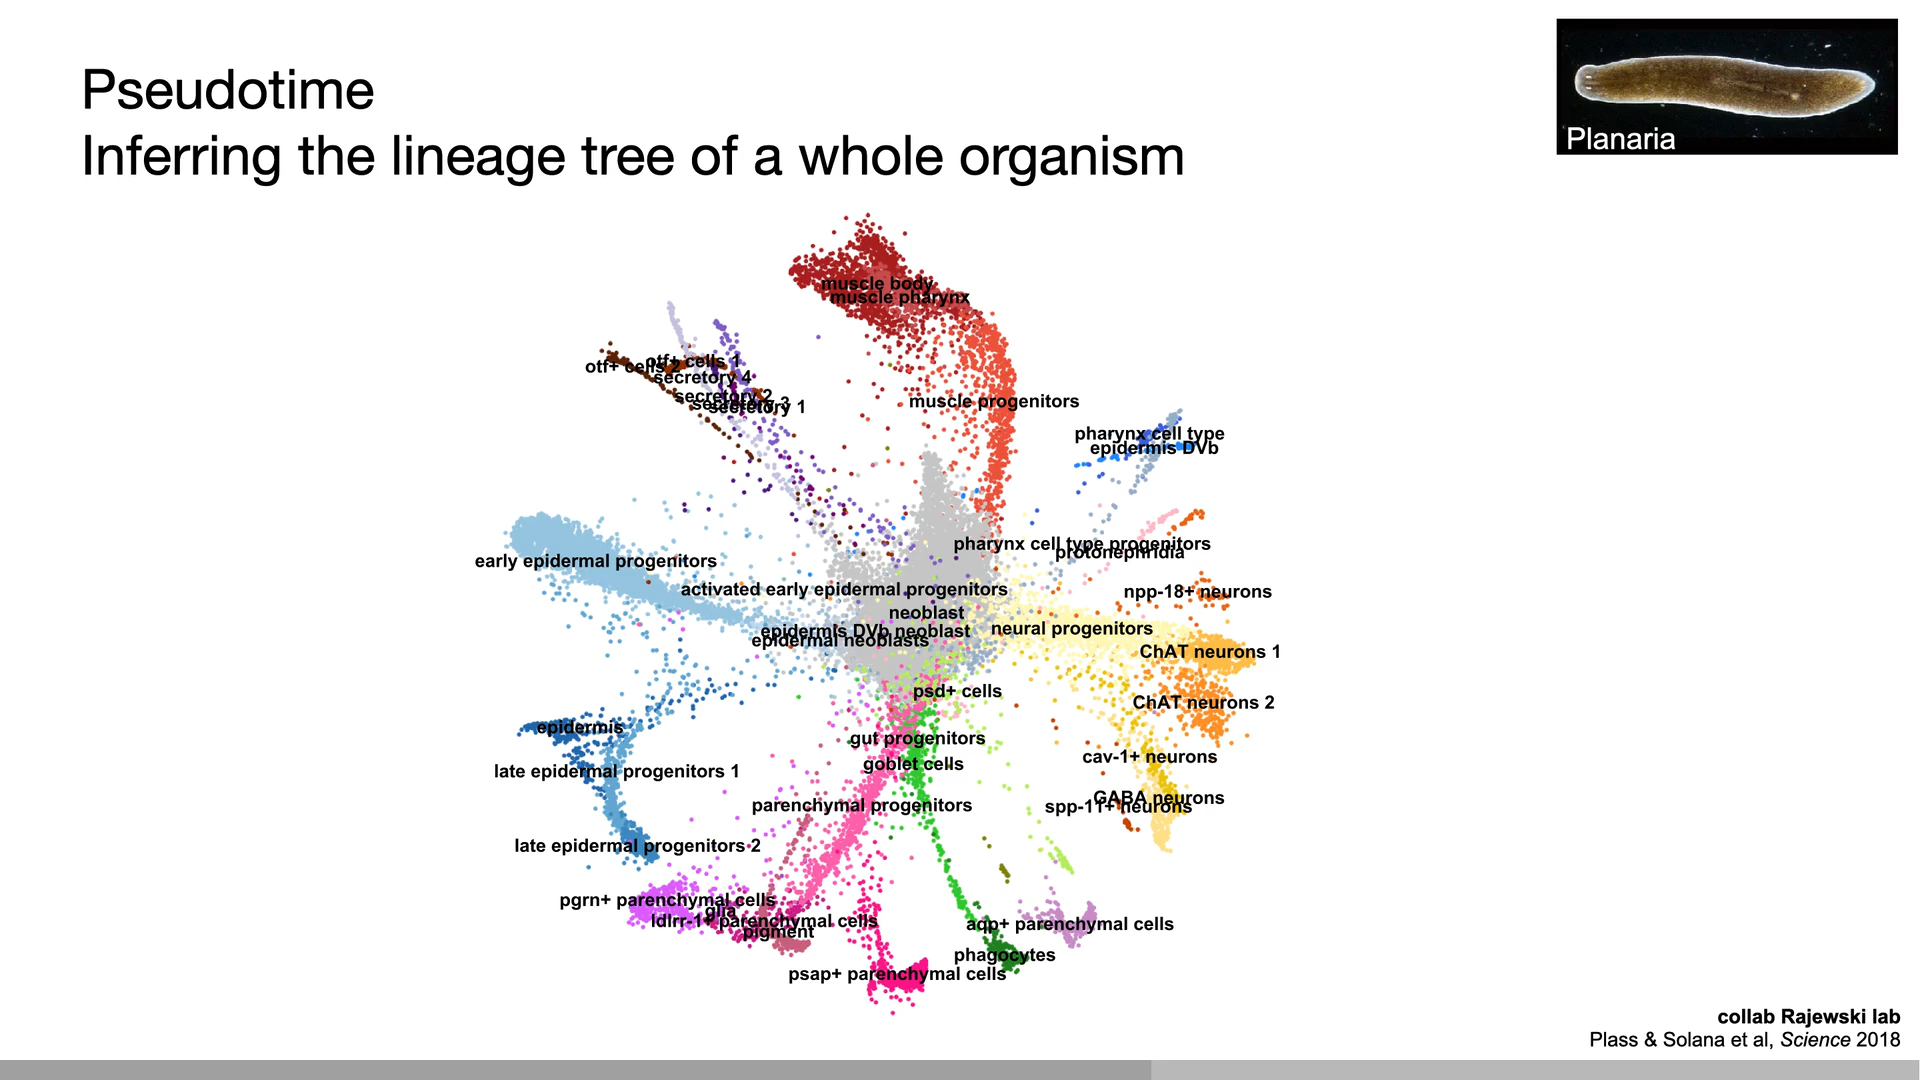 Pseudotime
Inferring the lineage tree of a whole organism
Planaria
muscle body
muscle pharynx
otf+ cells 1
otf+ cells 2
secretory 4
secretory 2
secretory 3
secretory 1
muscle progenitors
pharynx cell type
epidermis DVb
pharynx cell type progenitors
protonephridia
early epidermal progenitors
activated early epidermal progenitors
npp-18+ neurons
neoblast
epidermis DVb neoblast
neural progenitors
epidermal neoblasts
ChAT neurons 1
psd+ cells
ChAT neurons 2
epidermis
gut progenitors
cav-1+ neurons
goblet cells
late epidermal progenitors 1
GABA neurons
parenchymal progenitors
spp-11+ neurons
late epidermal progenitors 2
pgrn+ parenchymal cells
glia
ldlrr-1+ parenchymal cells
aqp+ parenchymal cells
pigment
phagocytes
psap+ parenchymal cells
collab Rajewski lab
Plass & Solana et al, Science 2018